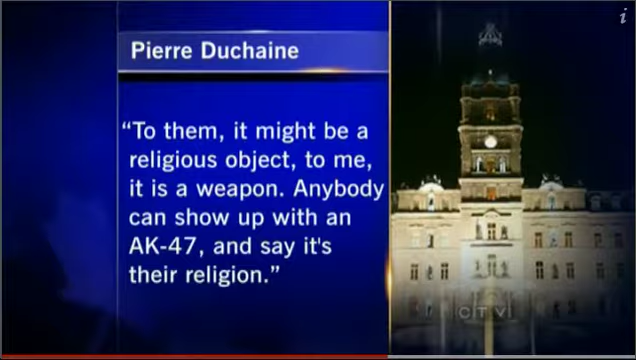 Pierre Duchaine
“To them, it might be a
religious object, to me,
it is a weapon. Anybody
can show up with an
AK-47, and say it's
their religion.”
CTV
i